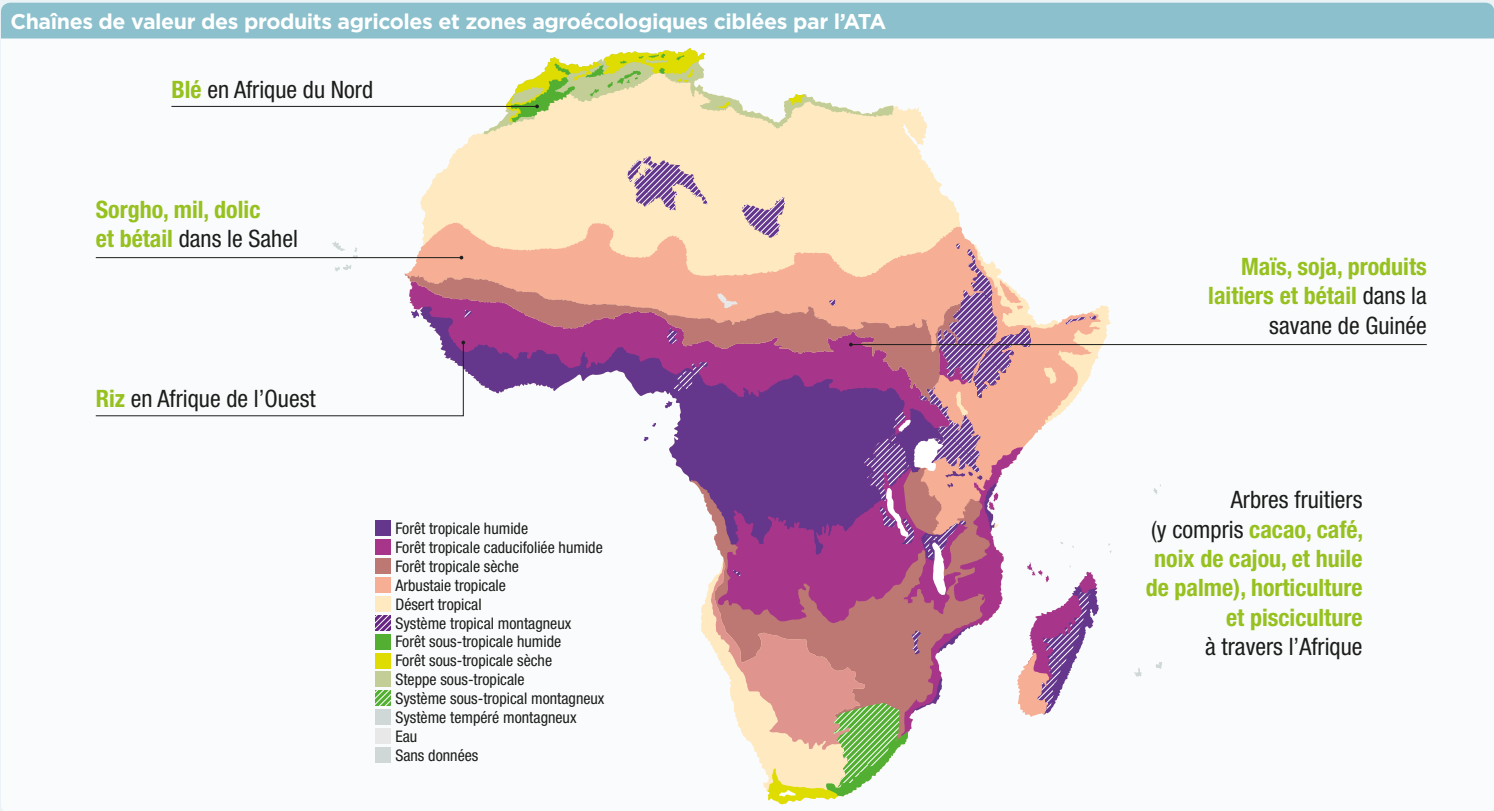 Chaînes de valeur des produits agricoles et zones agroécologiques ciblées par l'ATA
Blé en Afrique du Nord
Sorgho, mil, dolic
et bétail dans le Sahel
Riz en Afrique de l'Ouest
Maïs, soja, produits
laitiers et bétail dans la
savane de Guinée
Arbres fruitiers
(y compris cacao, café,
noix de cajou, et huile
de palme), horticulture
et pisciculture
à travers l'Afrique
Forêt tropicale humide
Forêt tropicale caducifoliée humide
Forêt tropicale sèche
Arbustaie tropicale
Désert tropical
Système tropical montagneux
Forêt sous-tropicale humide
Forêt sous-tropicale sèche
Steppe sous-tropicale
Système sous-tropical montagneux
Système tempéré montagneux
Eau
Sans données